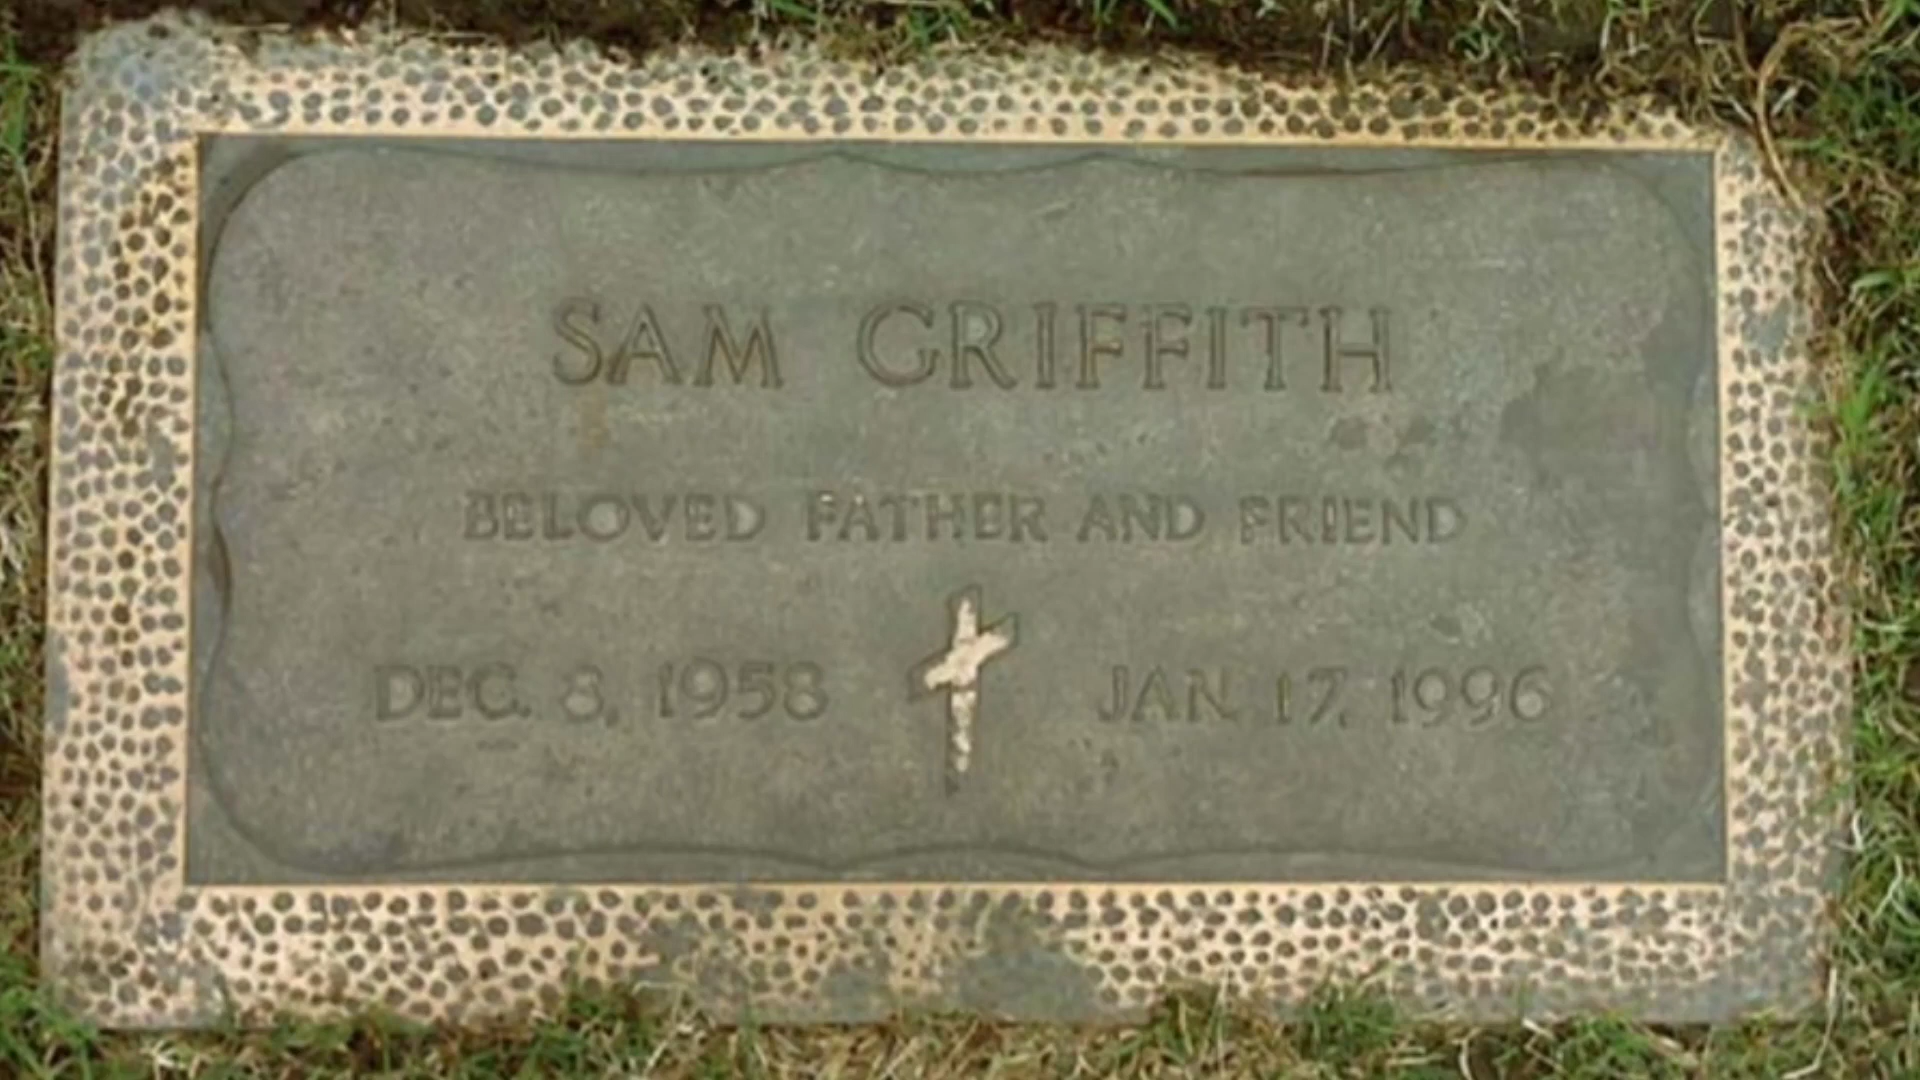 SAM GRIFFITH
BELOVED FATHER AND FRIEND
DEC. 8, 1958 JAN 17, 1996